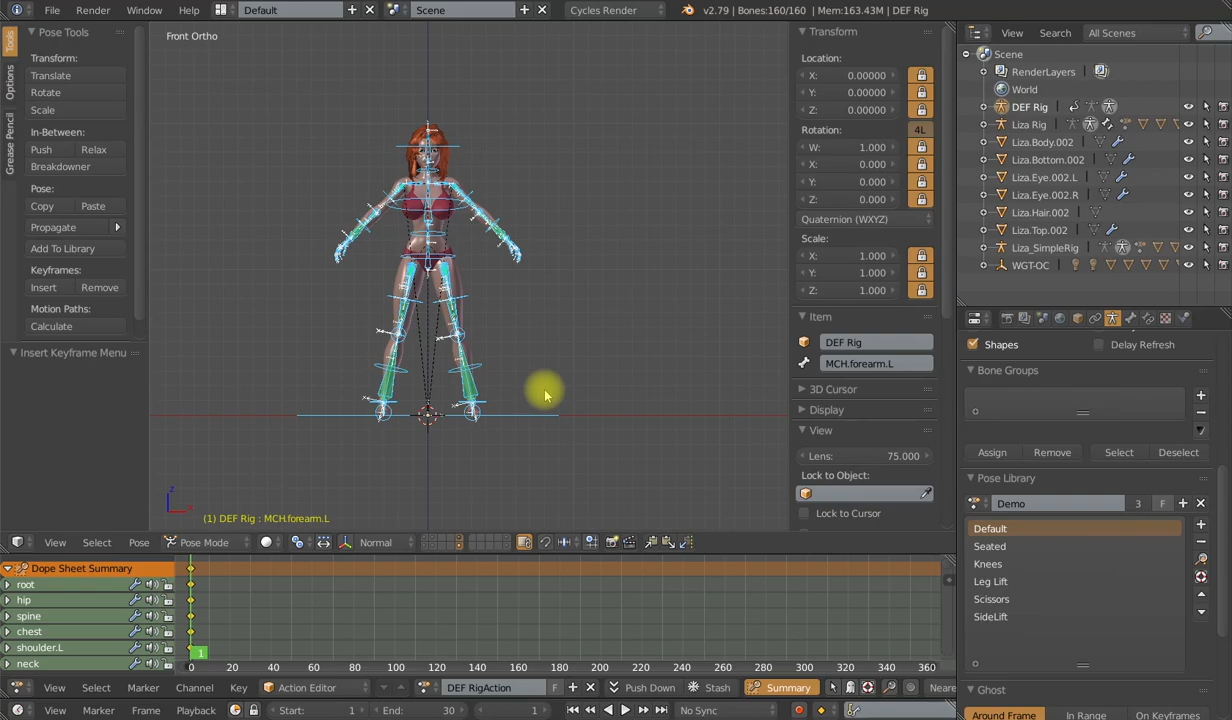 File Render Window Help Default Scene Cycles Render v2.79 | Bones:160/160 | Mem:163.43M | DEF Rig
Tools
Options
Grease Pencil
Pose Tools
Transform:
Translate
Rotate
Scale
In-Between:
Push Relax
Breakdowner
Pose:
Copy Paste
Propagate
Add To Library
Keyframes:
Insert Remove
Motion Paths:
Calculate
Insert Keyframe Menu
Front Ortho
z
x
(1) DEF Rig : MCH.forearm.L
Transform
Location:
X: 0.00000
Y: 0.00000
Z: 0.00000
Rotation: 4L
W: 1.000
X: 0.000
Y: 0.000
Z: 0.000
Quaternion (WXYZ)
Scale:
X: 1.000
Y: 1.000
Z: 1.000
Item
DEF Rig
MCH.forearm.L
3D Cursor
Display
View
Lens: 75.000
Lock to Object:
Lock to Cursor
View Search All Scenes
Scene
RenderLayers
World
DEF Rig
Liza Rig
Liza.Body.002
Liza.Bottom.002
Liza.Eye.002.L
Liza.Eye.002.R
Liza.Hair.002
Liza.Top.002
Liza_SimpleRig
WGT-OC
Shapes Delay Refresh
Bone Groups
Assign Remove Select Deselect
Pose Library
Demo 3 F
Default
Seated
Knees
Leg Lift
Scissors
SideLift
Ghost
Around Frame In Range On Keyframes
View Select Pose Pose Mode Normal
Dope Sheet Summary
root
hip
spine
chest
shoulder.L
neck
1
0 20 40 60 80 100 120 140 160 180 200 220 240 260 280 300 320 340 360
View Select Marker Channel Key Action Editor DEF RigAction F Push Down Stash Summary Neare
View Marker Frame Playback Start: 1 End: 30 1 No Sync